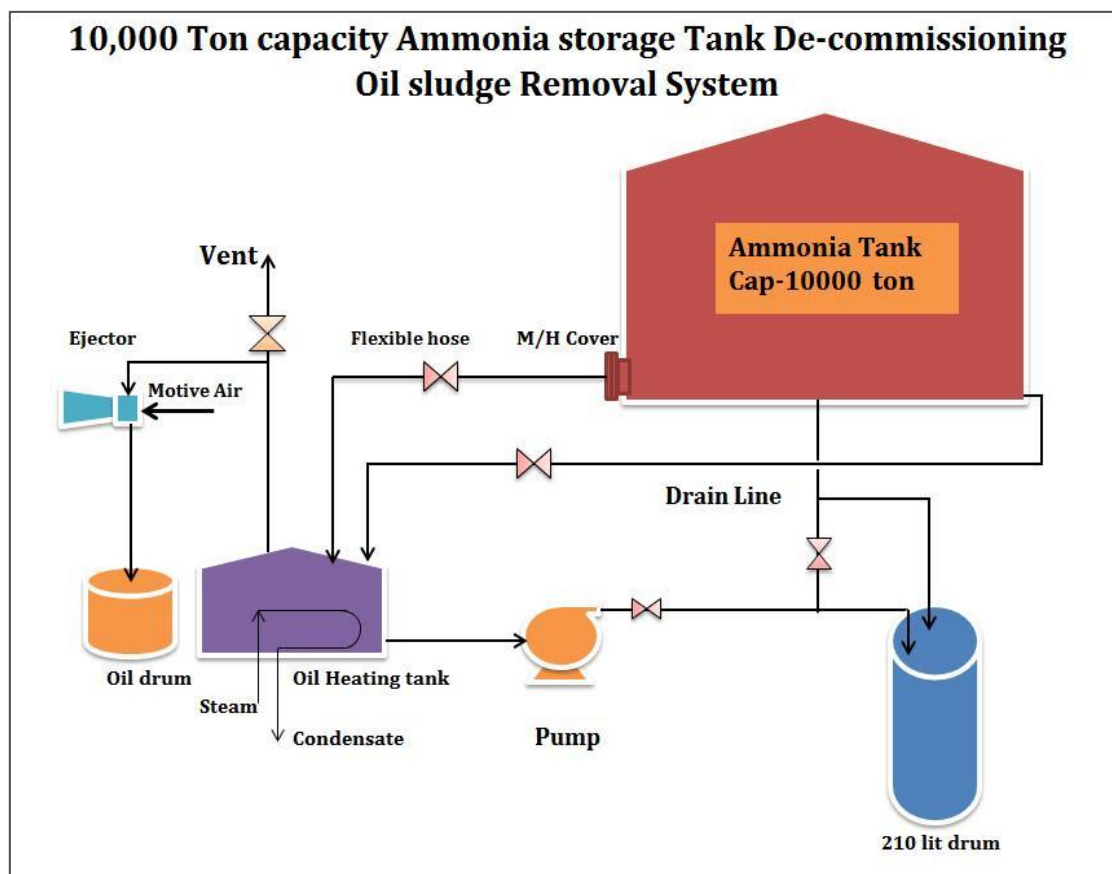 10,000 Ton capacity Ammonia storage Tank De-commissioning
Oil sludge Removal System
Ammonia Tank
Cap-10000 ton
Vent
Ejector
Flexible hose
M/H Cover
Motive Air
Drain Line
Oil drum
Oil Heating tank
Steam
Condensate
Pump
210 lit drum